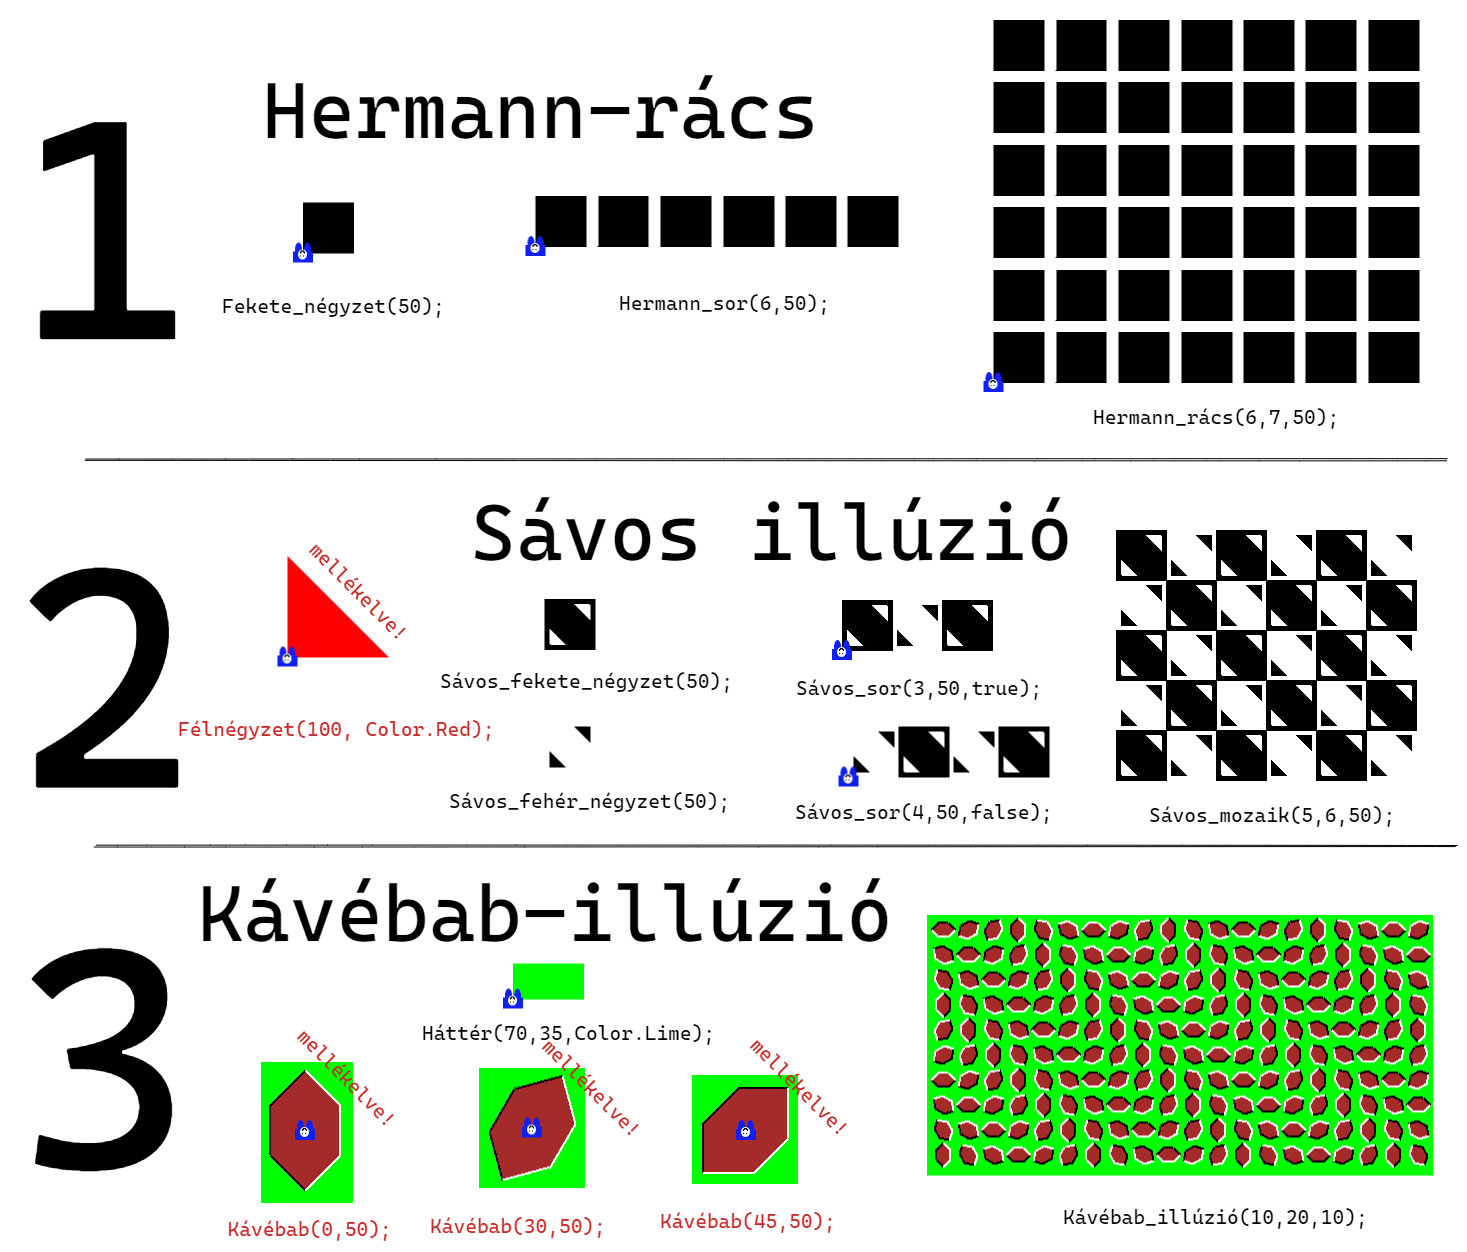 1
Hermann-rács
Fekete_négyzet(50);
Hermann_sor(6,50);
Hermann_rács(6,7,50);
2
Sávos illúzió
mellékelve!
Félnégyzet(100, Color.Red);
Sávos_fekete_négyzet(50);
Sávos_fehér_négyzet(50);
Sávos_sor(3,50,true);
Sávos_sor(4,50,false);
Sávos_mozaik(5,6,50);
3
Kávébab-illúzió
Háttér(70,35,Color.Lime);
mellékelve!
mellékelve!
mellékelve!
Kávébab(0,50);
Kávébab(30,50);
Kávébab(45,50);
Kávébab_illúzió(10,20,10);